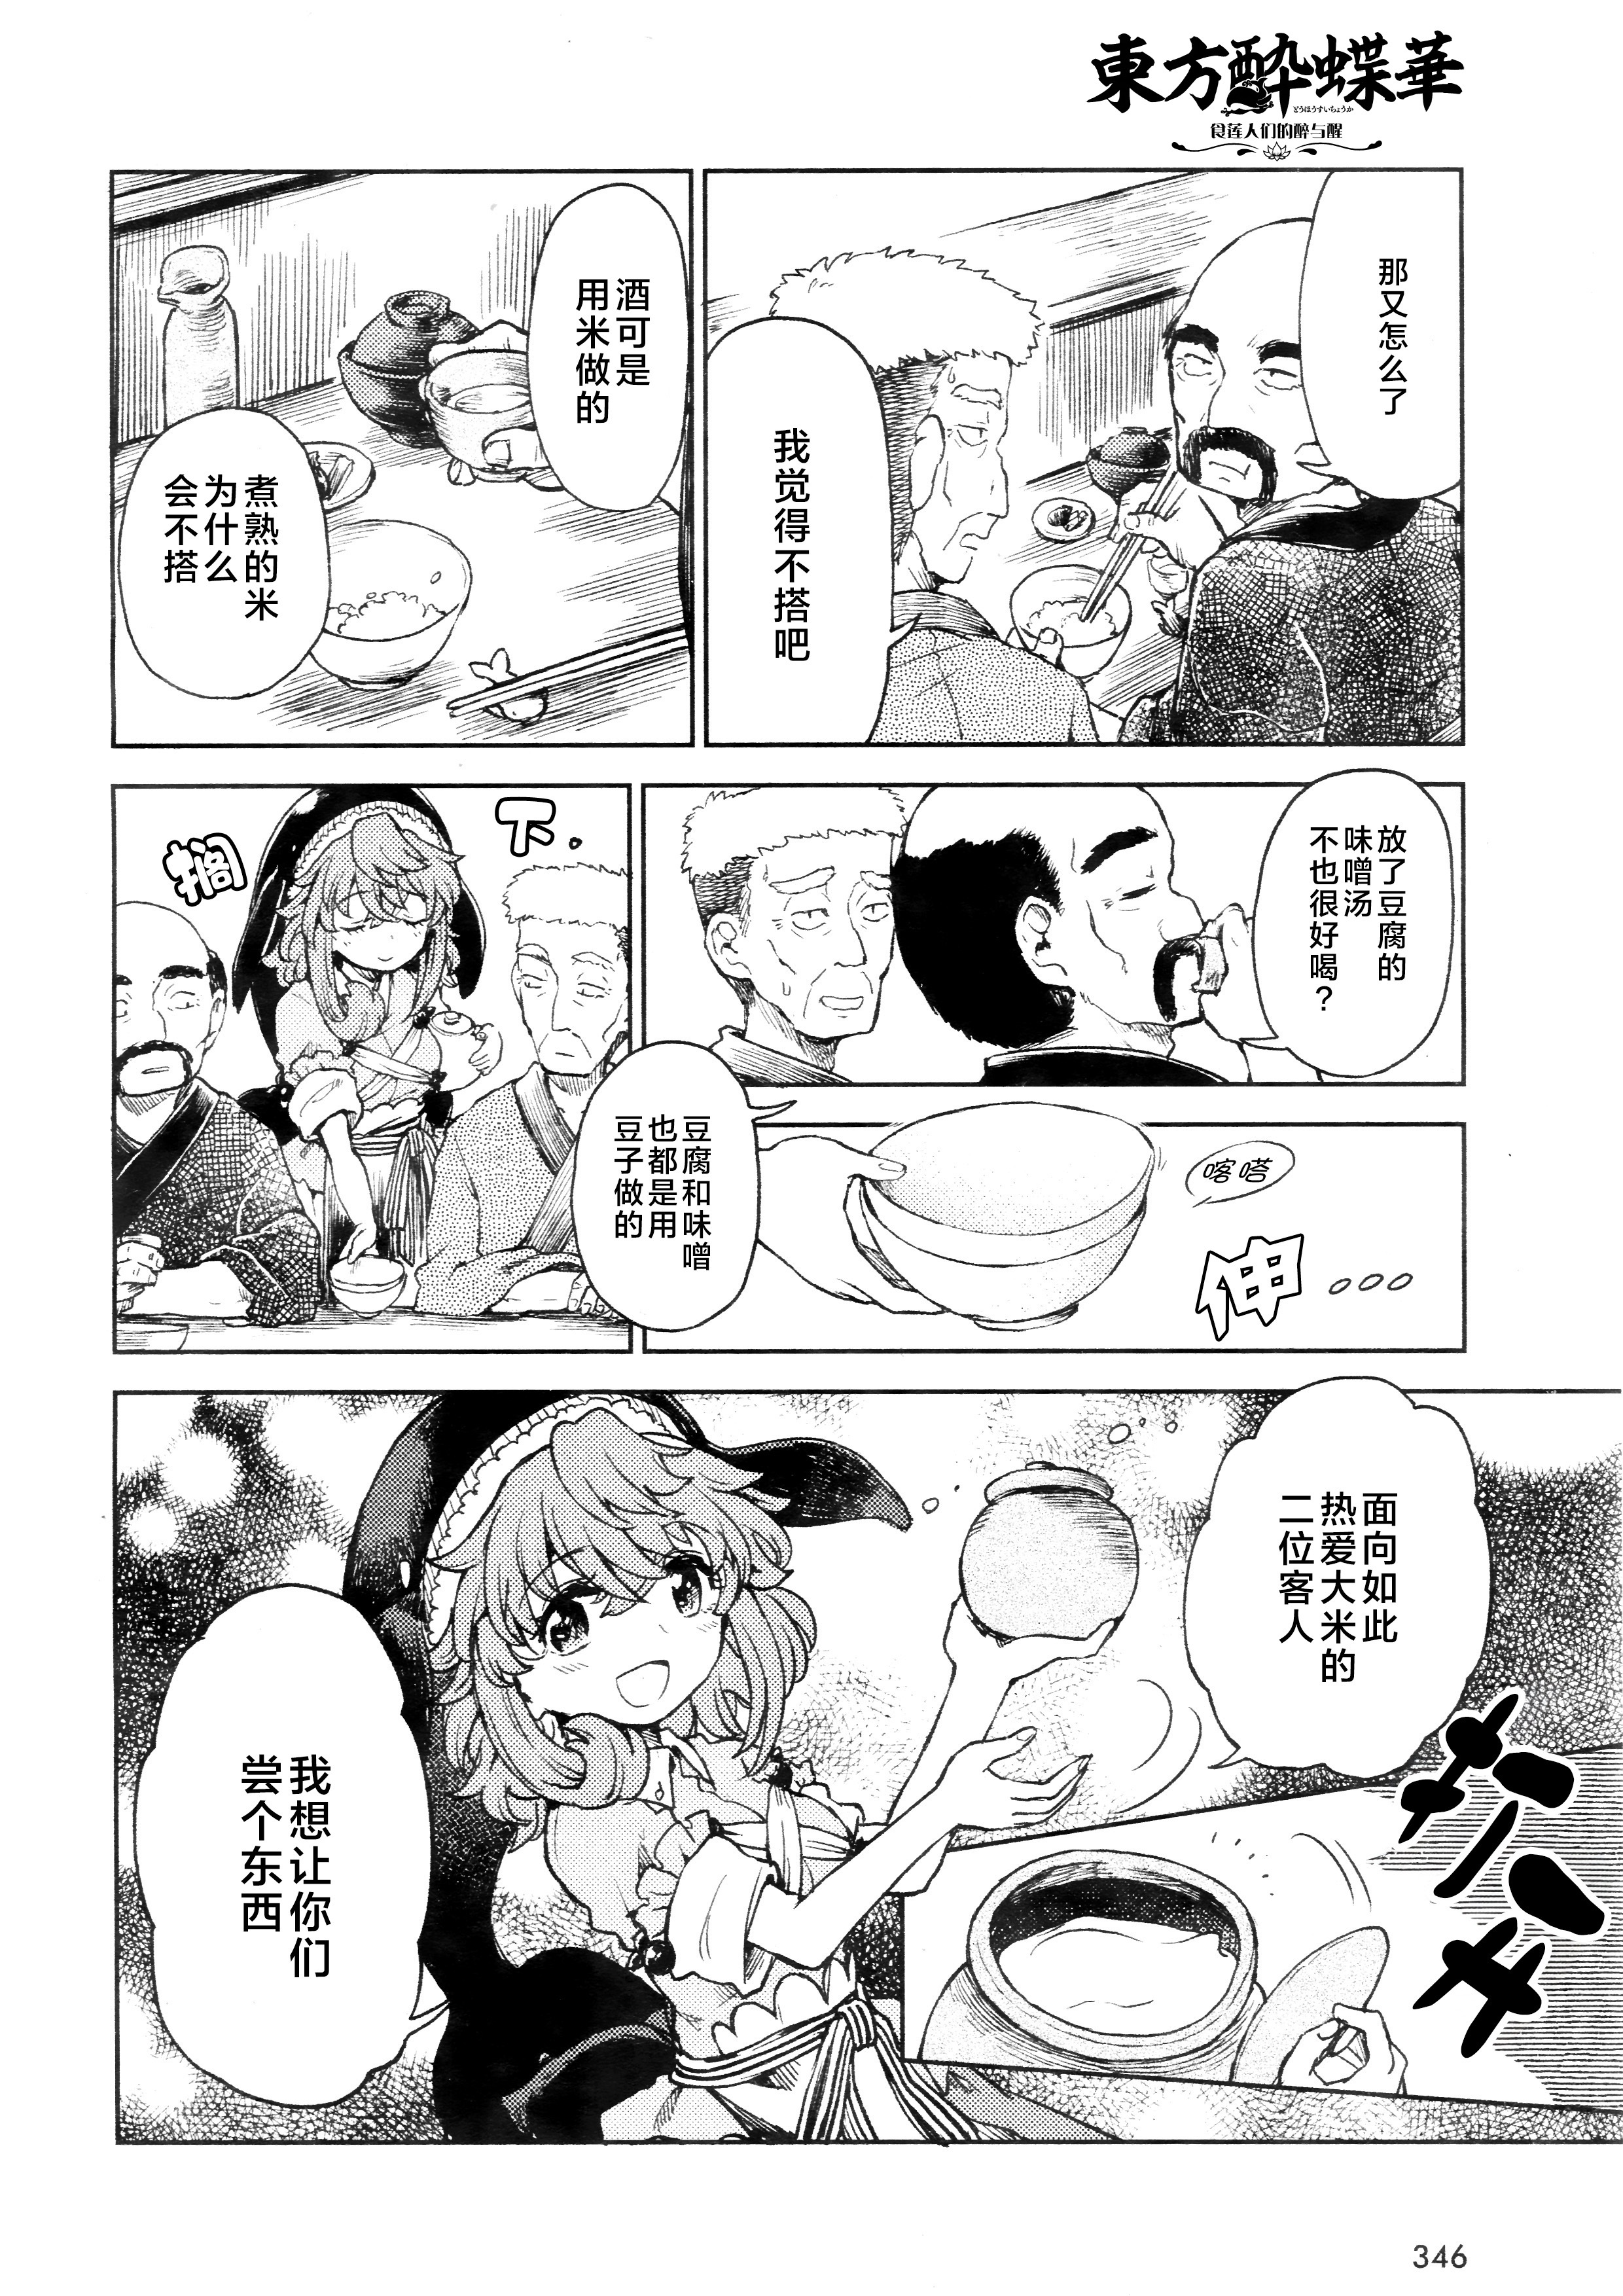 東方酔蝶華
とうほうすいちょうか
食莲人们的醉与醒
那又怎么了
我觉得不搭吧
酒可是
用米做的
煮熟的米
为什么
会不搭
放了豆腐的
味噌汤
不也很好喝？
豆腐和味噌
也都是用
豆子做的
喀嗒
伸
搁
下
面向如此
热爱大米的
二位客人
打
开
我想让你们
尝个东西
346